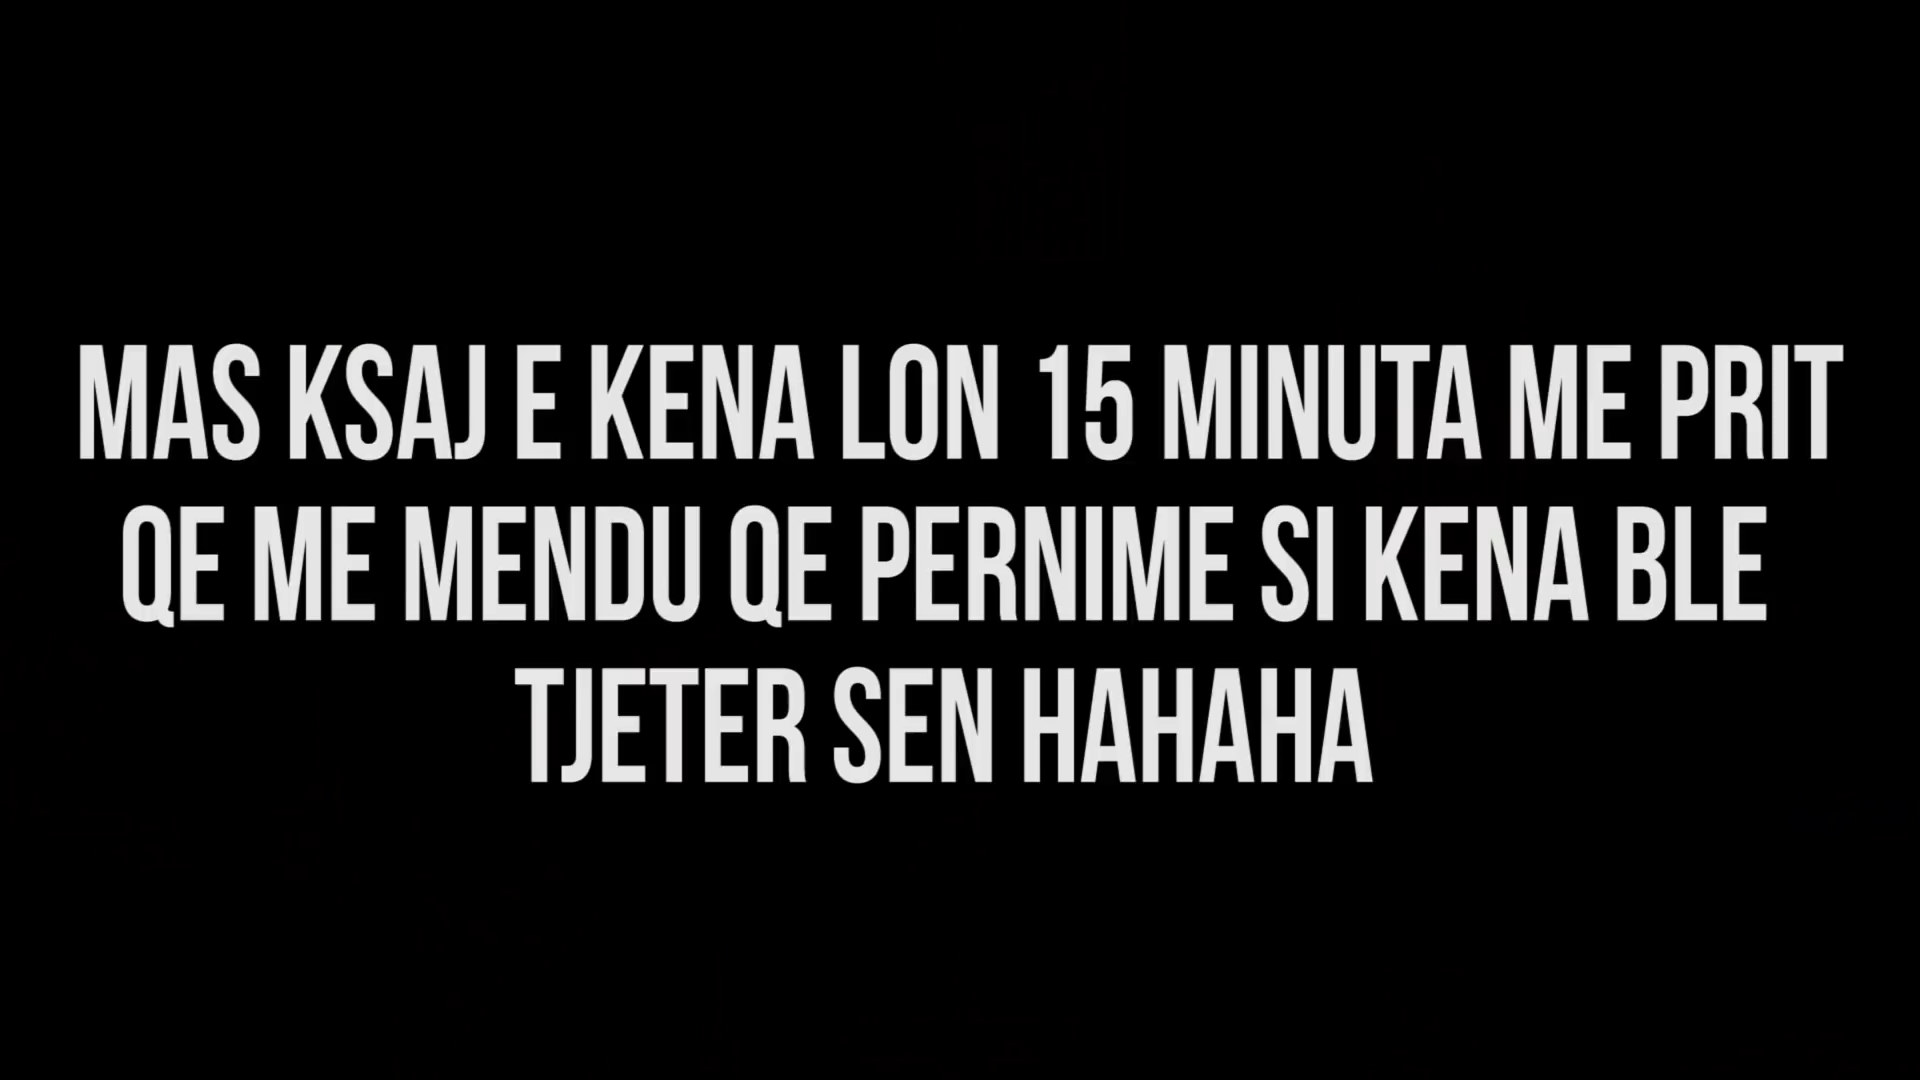 MAS KSAJ E KENA LON 15 MINUTA ME PRIT
QE ME MENDU QE PERNIME SI KENA BLE
TJETER SEN HAHAHA